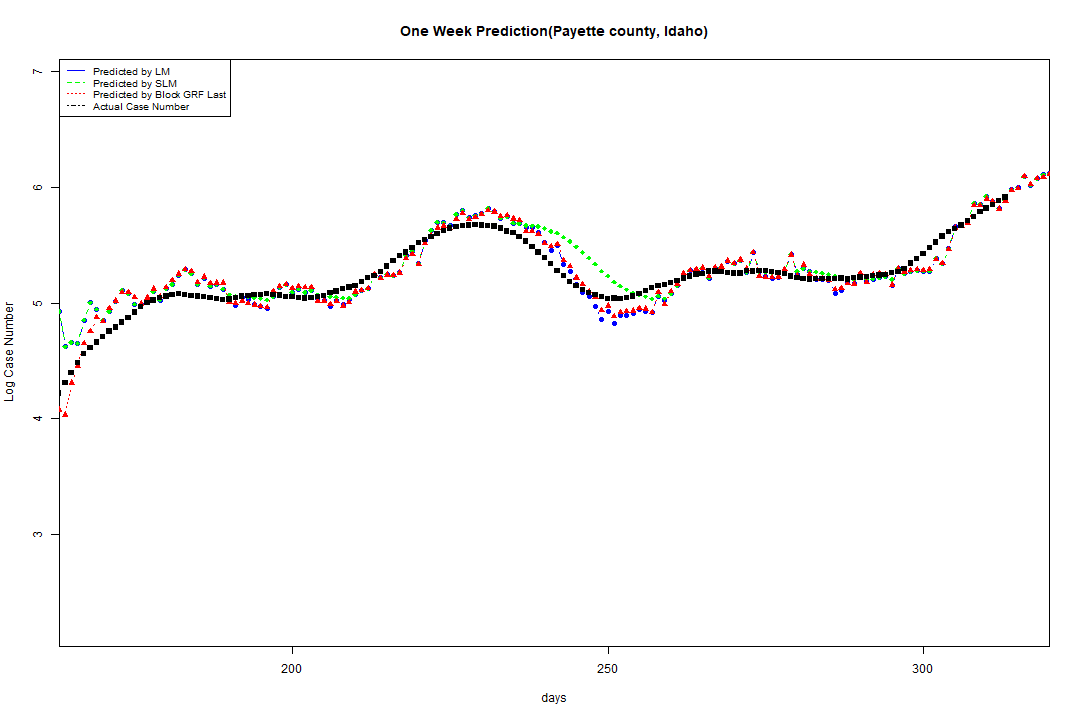 One Week Prediction(Payette county, Idaho)
Predicted by LM
Predicted by SLM
Predicted by Block GRF Last
Actual Case Number
7
6
5
4
3
Log Case Number
200 250 300
days